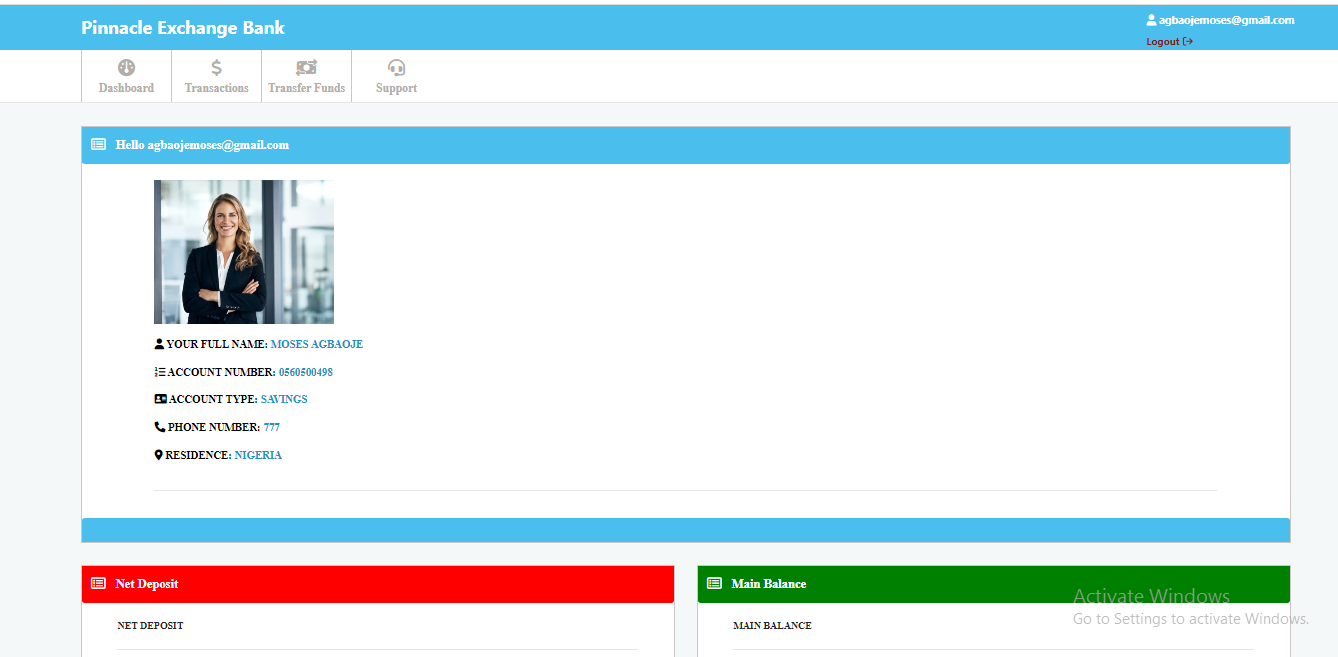 Pinnacle Exchange Bank
agbaojemoses@gmail.com
Logout
Dashboard
Transactions
Transfer Funds
Support
Hello agbaojemoses@gmail.com
YOUR FULL NAME: MOSES AGBAOJE
ACCOUNT NUMBER: 0560500498
ACCOUNT TYPE: SAVINGS
PHONE NUMBER: 777
RESIDENCE: NIGERIA
Net Deposit
NET DEPOSIT
Main Balance
MAIN BALANCE
Activate Windows
Go to Settings to activate Windows.